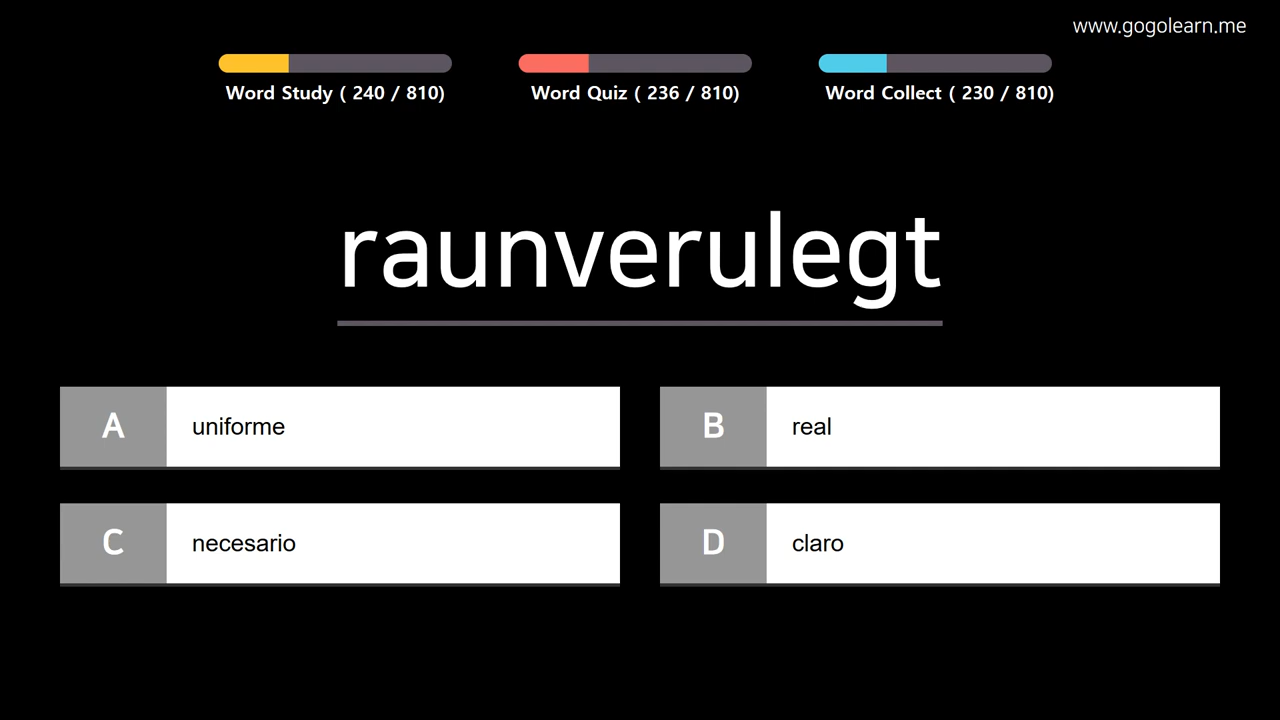 www.gogolearn.me
Word Study ( 240 / 810)
Word Quiz ( 236 / 810)
Word Collect ( 230 / 810)
raunverulegt
A uniforme
B real
C necesario
D claro